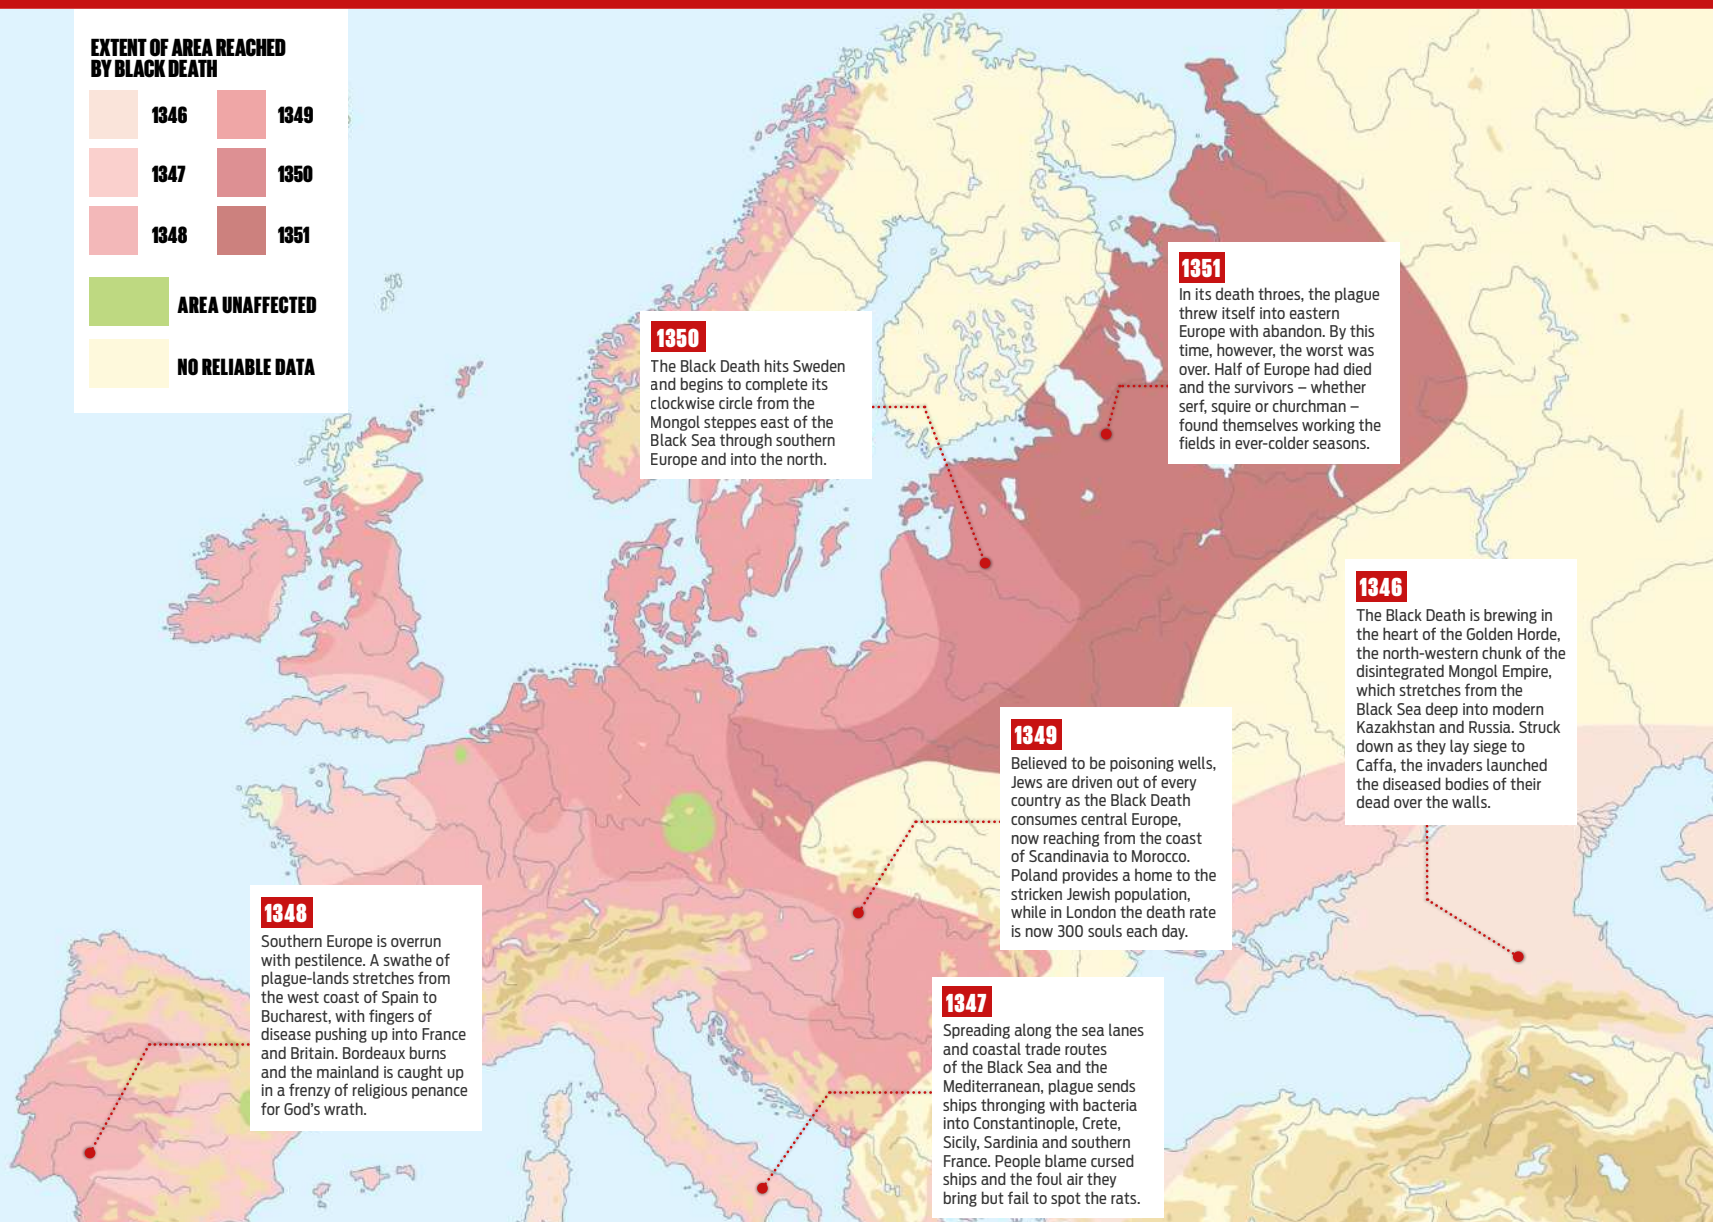 EXTENT OF AREA REACHED
BY BLACK DEATH
1346
1349
1347
1350
1348
1351
AREA UNAFFECTED
NO RELIABLE DATA
1350
The Black Death hits Sweden
and begins to complete its
clockwise circle from the
Mongol steppes east of the
Black Sea through southern
Europe and into the north.
1351
In its death throes, the plague
threw itself into eastern
Europe with abandon. By this
time, however, the worst was
over. Half of Europe had died
and the survivors – whether
serf, squire or churchman –
found themselves working the
fields in ever-colder seasons.
1346
The Black Death is brewing in
the heart of the Golden Horde,
the north-western chunk of the
disintegrated Mongol Empire,
which stretches from the
Black Sea deep into modern
Kazakhstan and Russia. Struck
down as they lay siege to
Caffa, the invaders launched
the diseased bodies of their
dead over the walls.
1349
Believed to be poisoning wells,
Jews are driven out of every
country as the Black Death
consumes central Europe,
now reaching from the coast
of Scandinavia to Morocco.
Poland provides a home to the
stricken Jewish population,
while in London the death rate
is now 300 souls each day.
1348
Southern Europe is overrun
with pestilence. A swathe of
plague-lands stretches from
the west coast of Spain to
Bucharest, with fingers of
disease pushing up into France
and Britain. Bordeaux burns
and the mainland is caught up
in a frenzy of religious penance
for God's wrath.
1347
Spreading along the sea lanes
and coastal trade routes
of the Black Sea and the
Mediterranean, plague sends
ships thronging with bacteria
into Constantinople, Crete,
Sicily, Sardinia and southern
France. People blame cursed
ships and the foul air they
bring but fail to spot the rats.